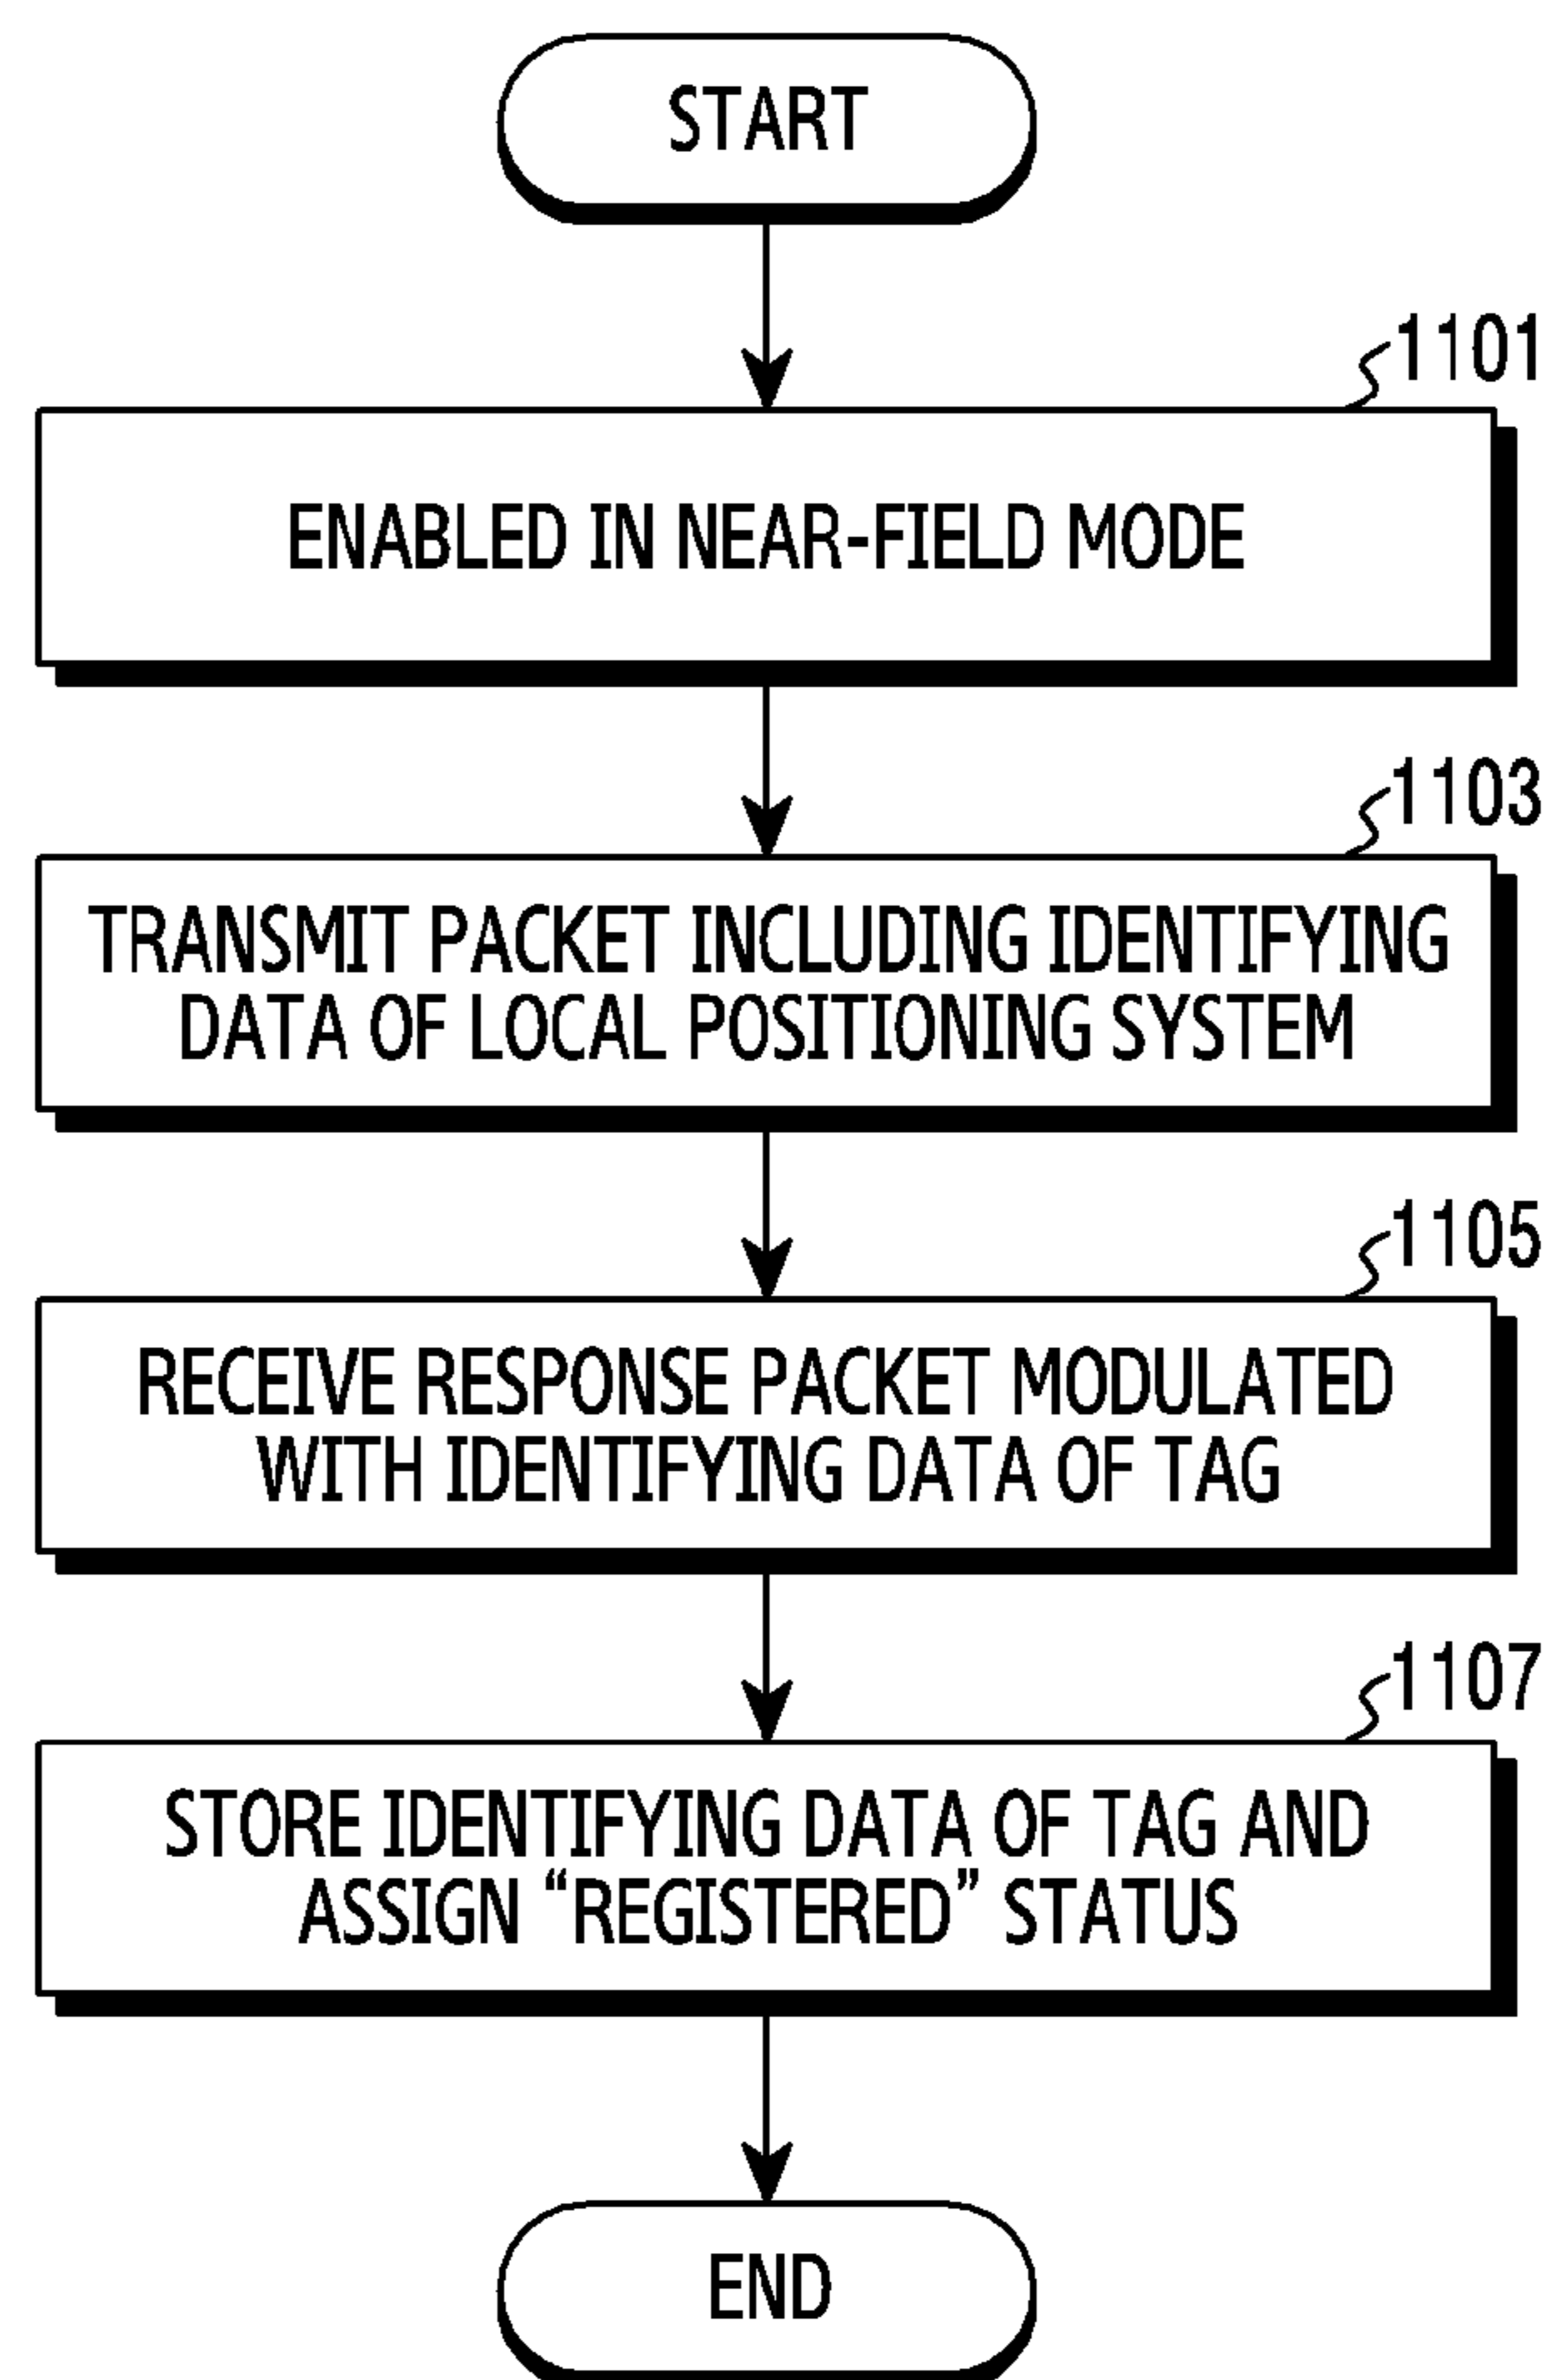 START
1101
ENABLED IN NEAR-FIELD MODE
1103
TRANSMIT PACKET INCLUDING IDENTIFYING
DATA OF LOCAL POSITIONING SYSTEM
1105
RECEIVE RESPONSE PACKET MODULATED
WITH IDENTIFYING DATA OF TAG
1107
STORE IDENTIFYING DATA OF TAG AND
ASSIGN “REGISTERED” STATUS
END